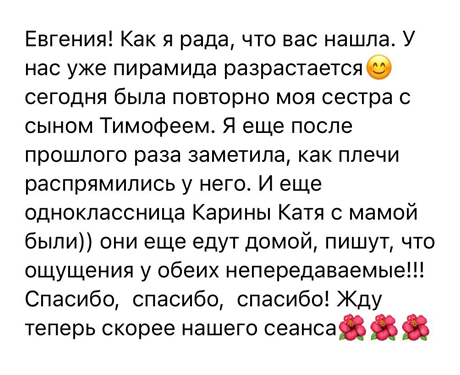 Евгения! Как я рада, что вас нашла. У
нас уже пирамида разрастается😊
сегодня была повторно моя сестра с
сыном Тимофеем. Я еще после
прошлого раза заметила, как плечи
распрямились у него. И еще
одноклассница Карины Катя с мамой
были)) они еще едут домой, пишут, что
ощущения у обеих непередаваемые!!!
Спасибо, спасибо, спасибо! Жду
теперь скорее нашего сеанса🌺🌺🌺